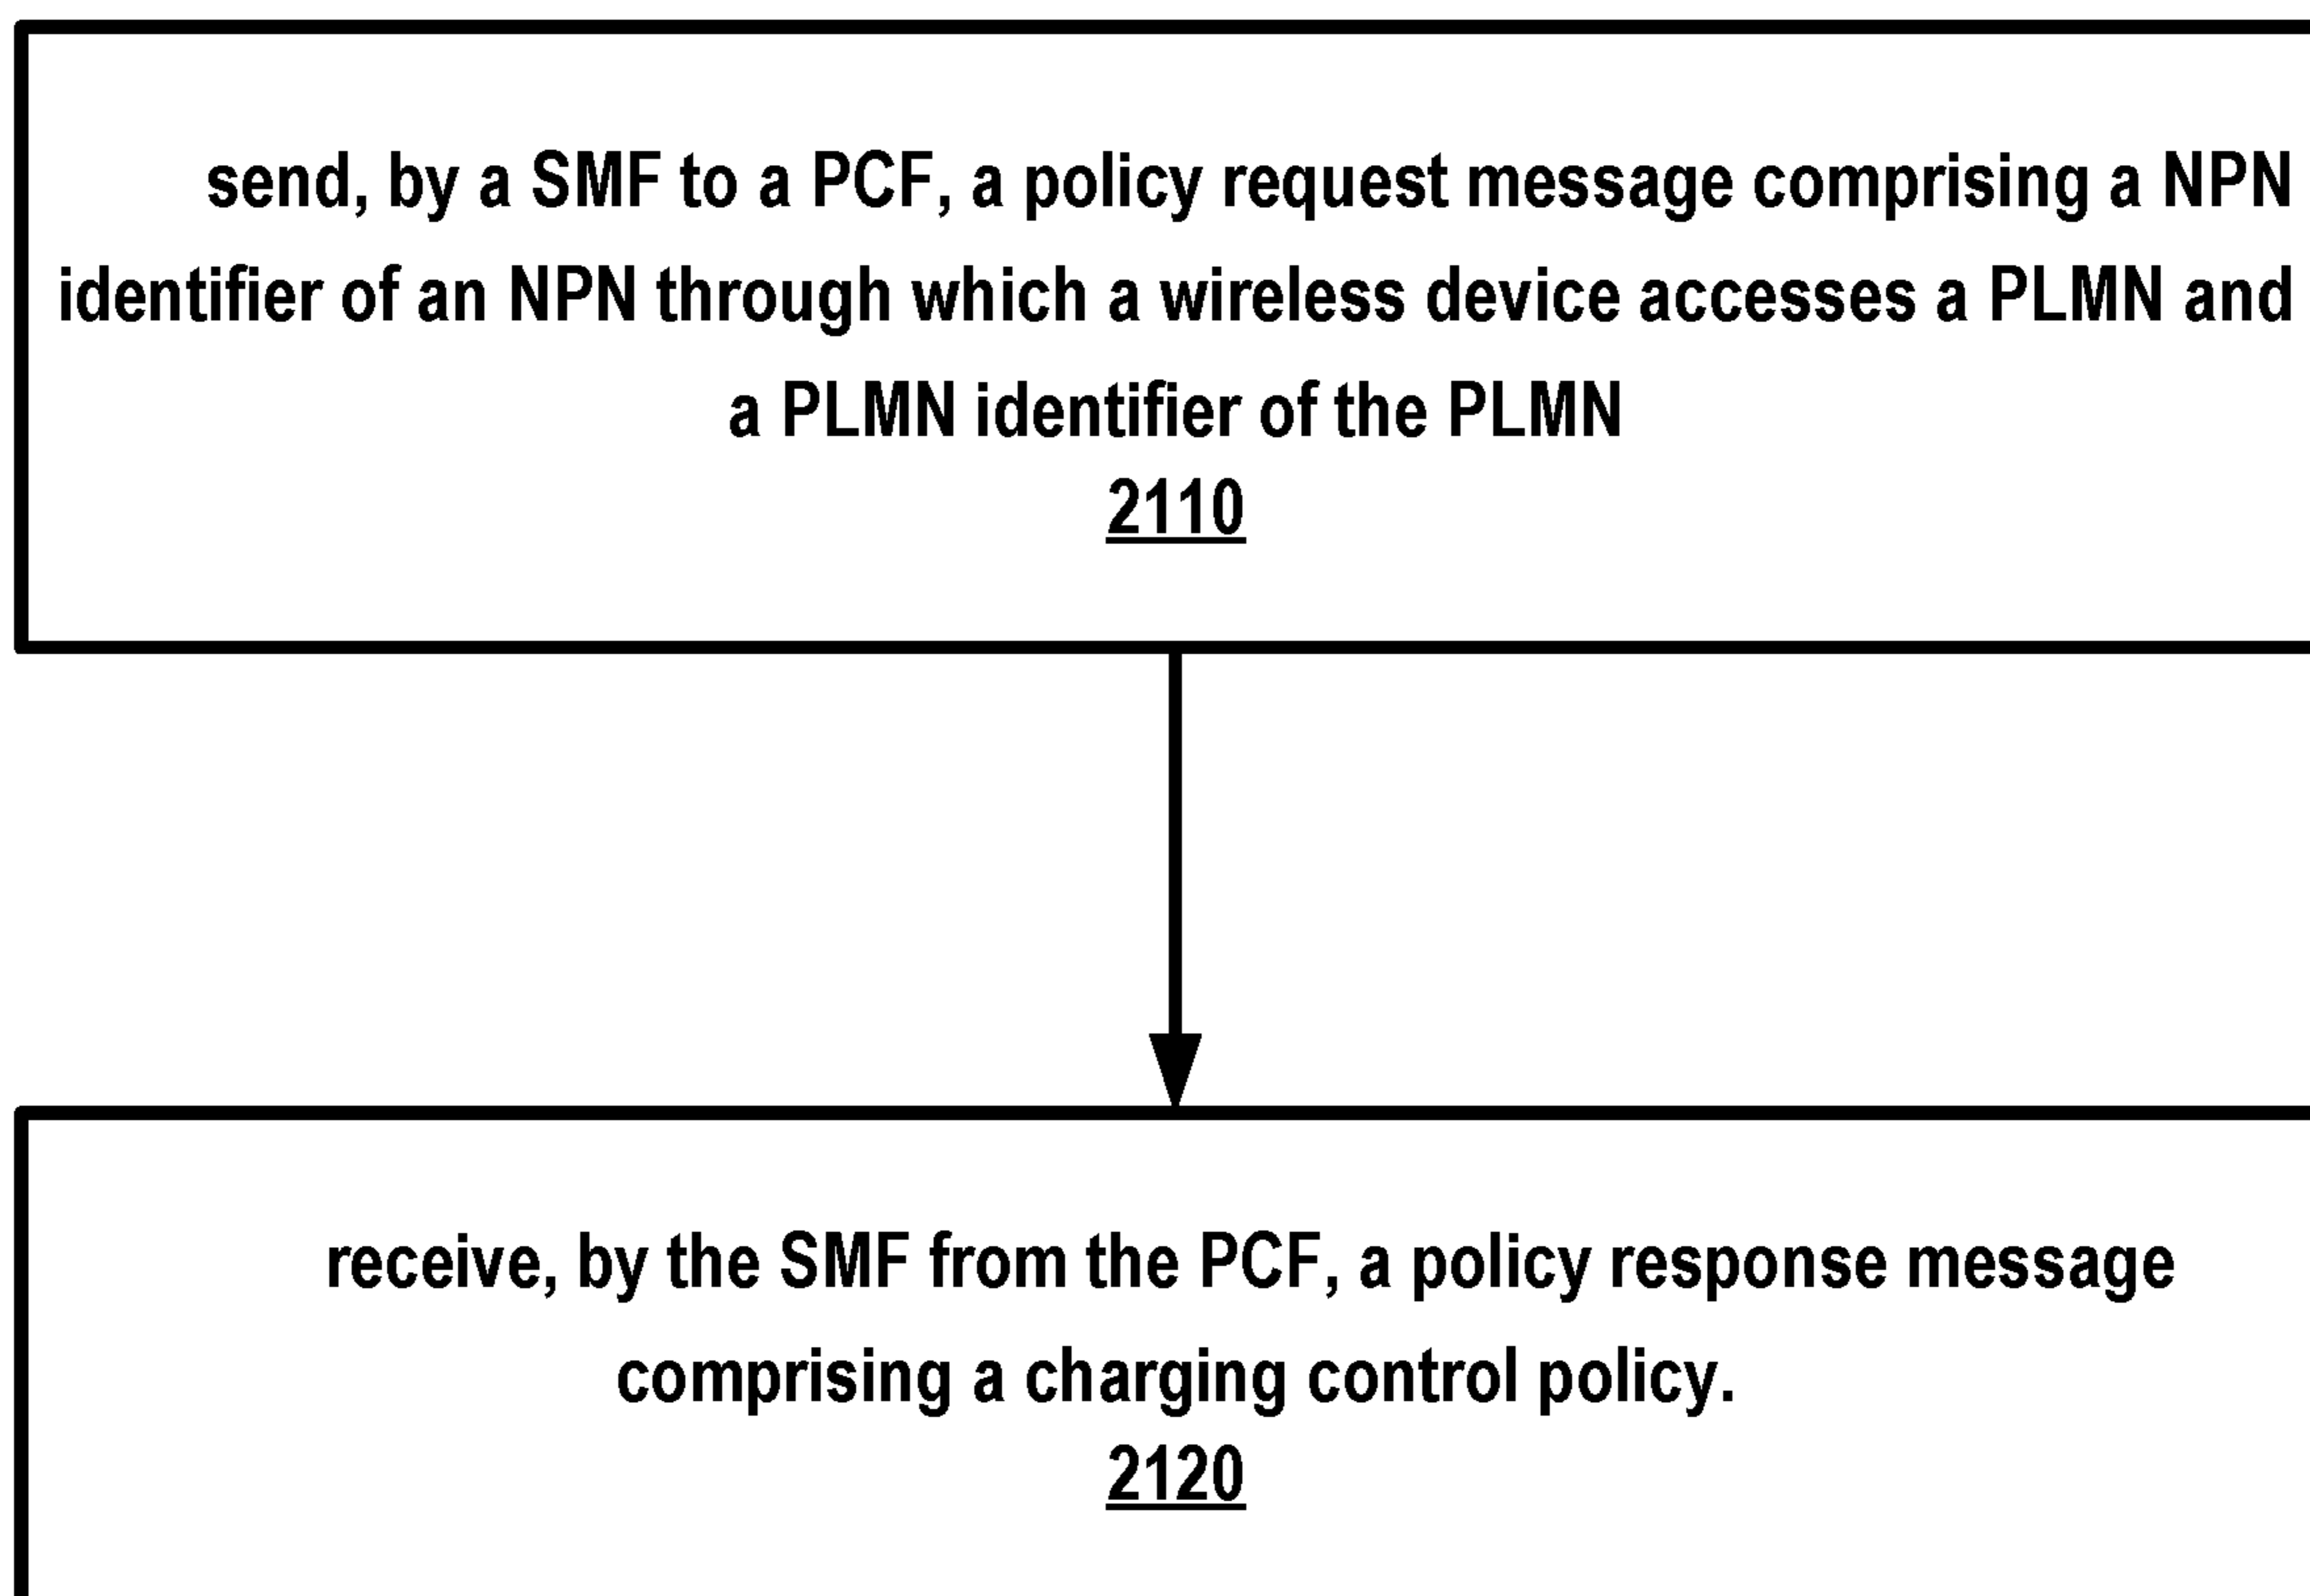 send, by a SMF to a PCF, a policy request message comprising a NPN
identifier of an NPN through which a wireless device accesses a PLMN and
a PLMN identifier of the PLMN
2110
receive, by the SMF from the PCF, a policy response message
comprising a charging control policy.
2120